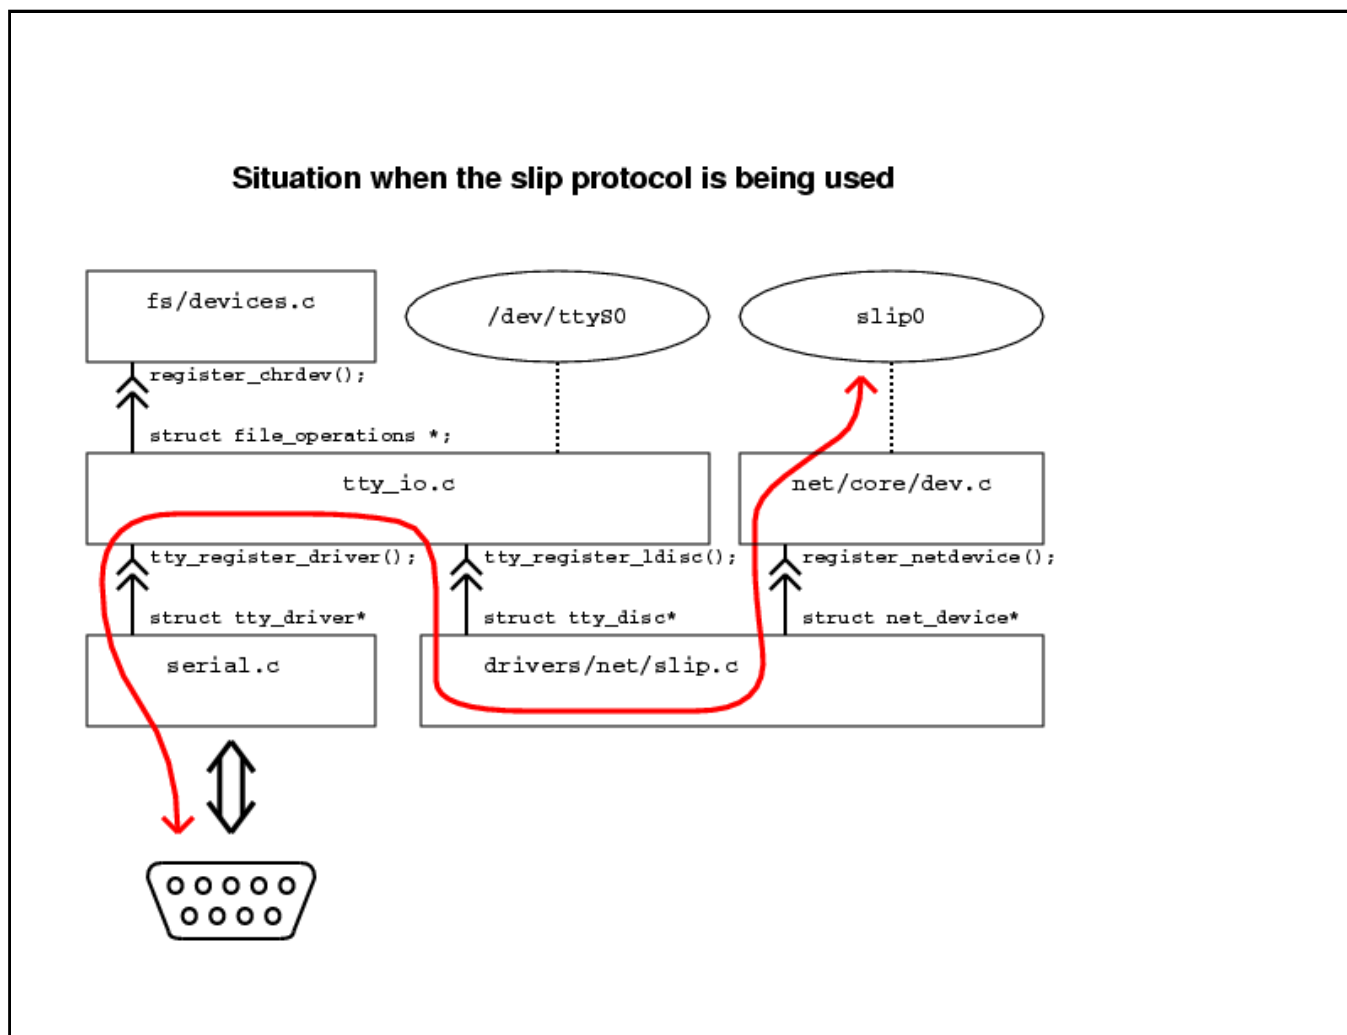 Situation when the slip protocol is being used
fs/devices.c
/dev/ttyS0
slip0
register_chrdev();
struct file_operations *;
tty_io.c
net/core/dev.c
tty_register_driver();
tty_register_ldisc();
register_netdevice();
struct tty_driver*
struct tty_disc*
struct net_device*
serial.c
drivers/net/slip.c